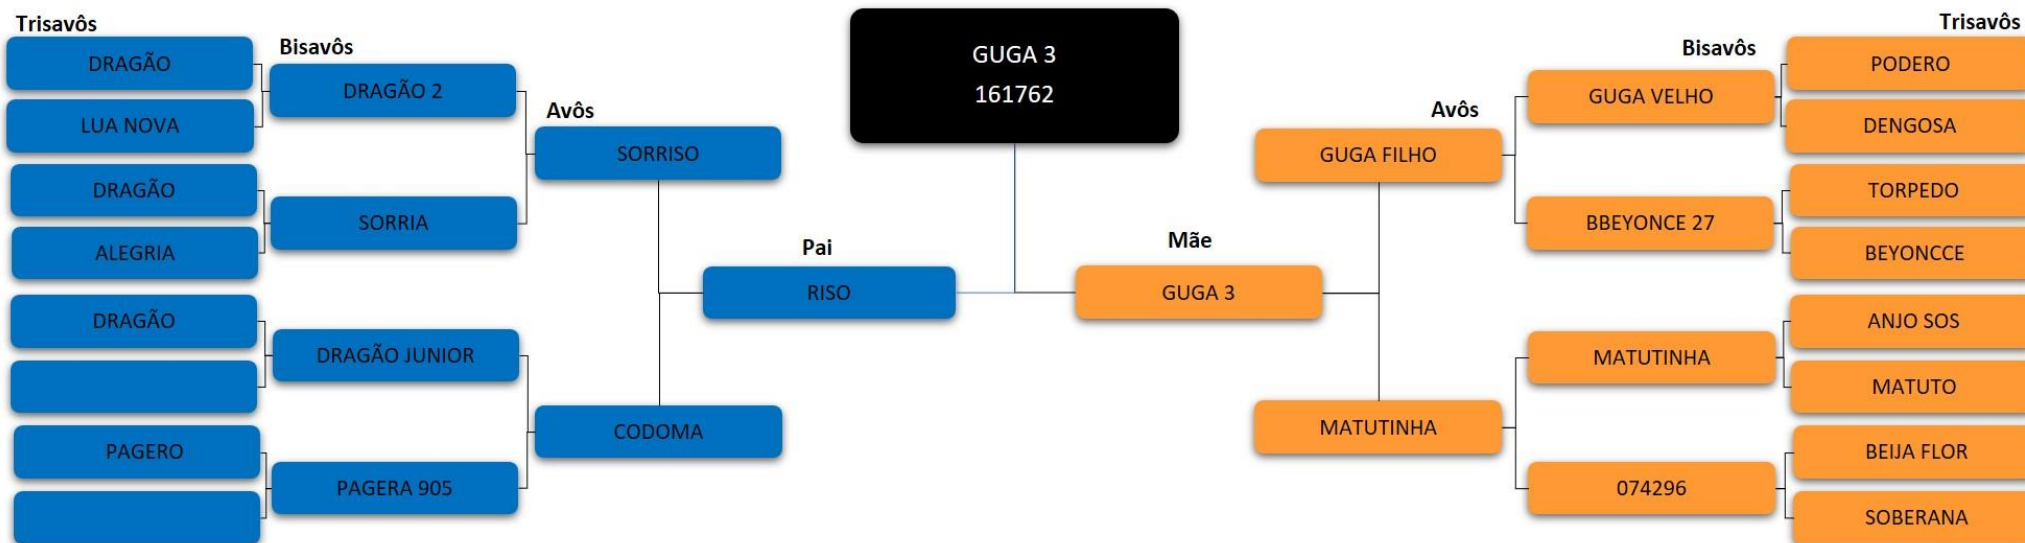 Trisavôs
DRAGÃO
LUA NOVA
DRAGÃO
ALEGRIA
DRAGÃO
PAGERO
Bisavôs
DRAGÃO 2
SORRIA
DRAGÃO JUNIOR
PAGERA 905
Avôs
SORRISO
CODOMA
Pai
RISO
GUGA 3
161762
Mãe
GUGA 3
Avôs
GUGA FILHO
MATUTINHA
Bisavôs
GUGA VELHO
BBEYONCE 27
MATUTINHA
074296
Trisavôs
PODERO
DENGOSA
TORPEDO
BEYONCCE
ANJO SOS
MATUTO
BEIJA FLOR
SOBERANA